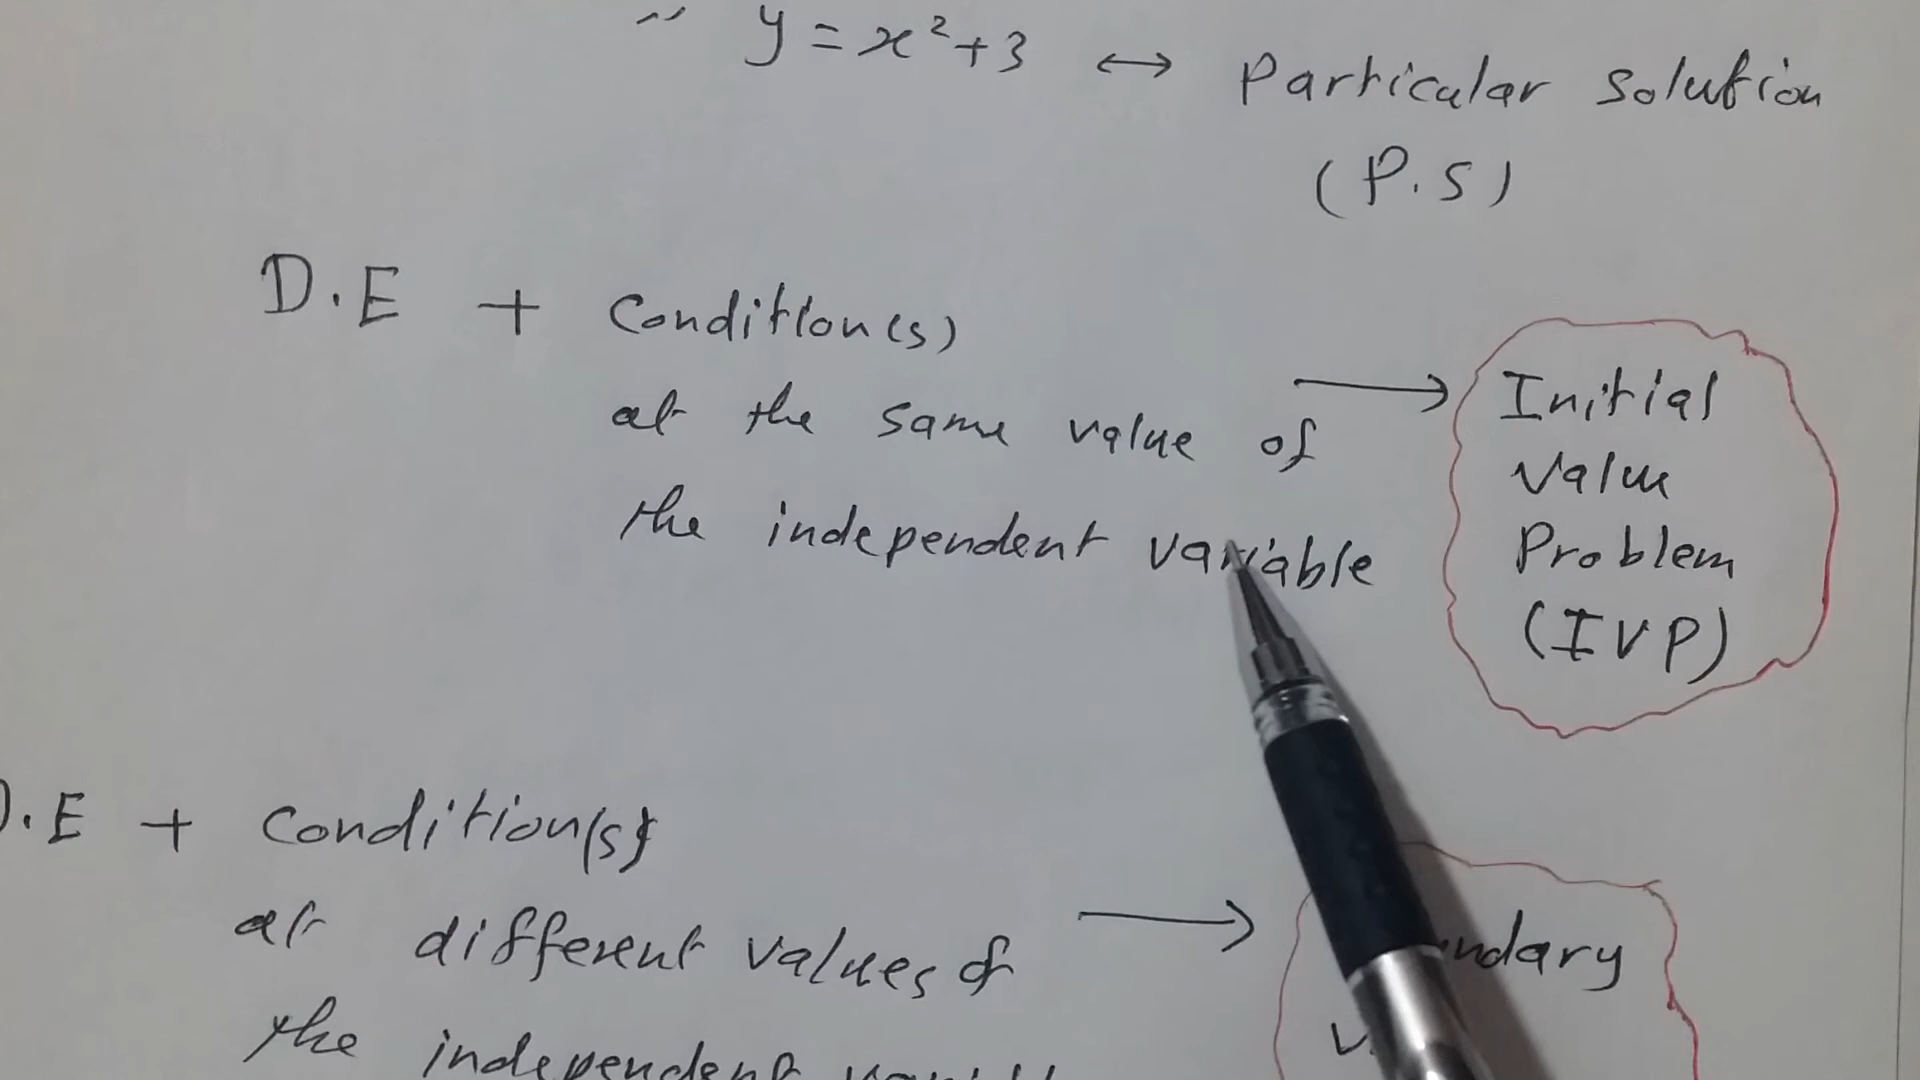 " y = x² + 3 ↔ Particular solution
(P.S)
D.E + Condition(s)
at the same value of
the independent variable
→ Initial
Value
Problem
(IVP)
D.E + Condition(s)
at different values of
the independent
→